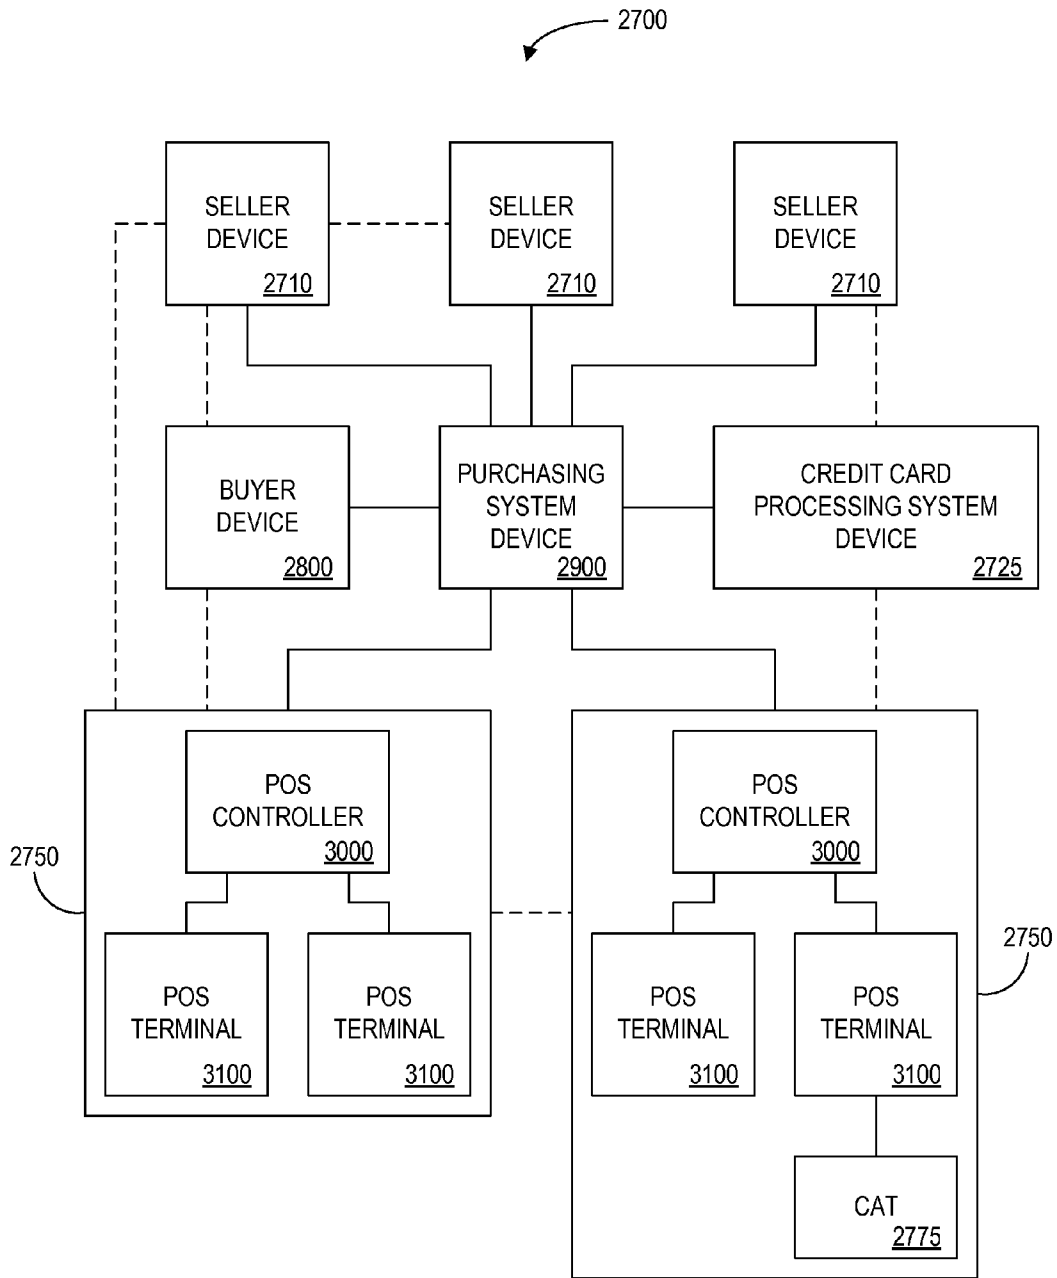 2700
SELLER
DEVICE
2710
SELLER
DEVICE
2710
SELLER
DEVICE
2710
BUYER
DEVICE
2800
PURCHASING
SYSTEM
DEVICE
2900
CREDIT CARD
PROCESSING SYSTEM
DEVICE
2725
2750
POS
CONTROLLER
3000
POS
TERMINAL
3100
POS
TERMINAL
3100
POS
CONTROLLER
3000
2750
POS
TERMINAL
3100
POS
TERMINAL
3100
CAT
2775